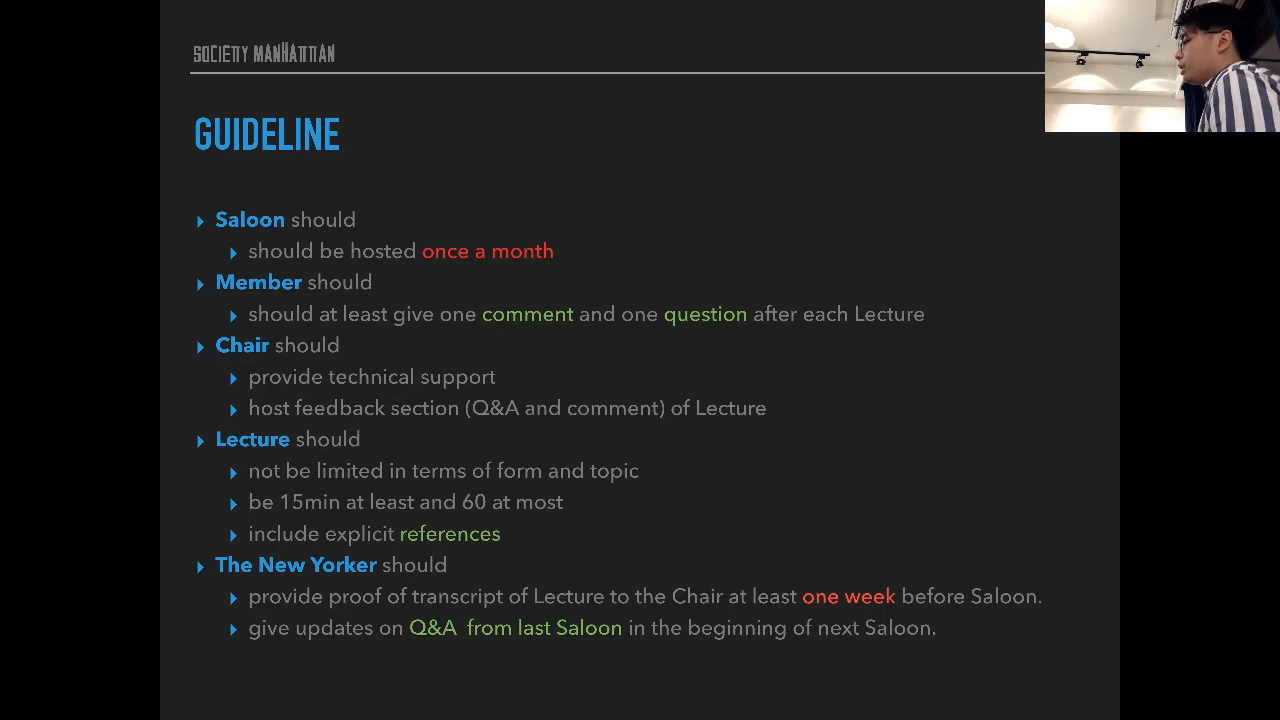 SOCIETY MANHATTAN
GUIDELINE
Saloon should
should be hosted once a month
Member should
should at least give one comment and one question after each Lecture
Chair should
provide technical support
host feedback section (Q&A and comment) of Lecture
Lecture should
not be limited in terms of form and topic
be 15min at least and 60 at most
include explicit references
The New Yorker should
provide proof of transcript of Lecture to the Chair at least one week before Saloon.
give updates on Q&A from last Saloon in the beginning of next Saloon.